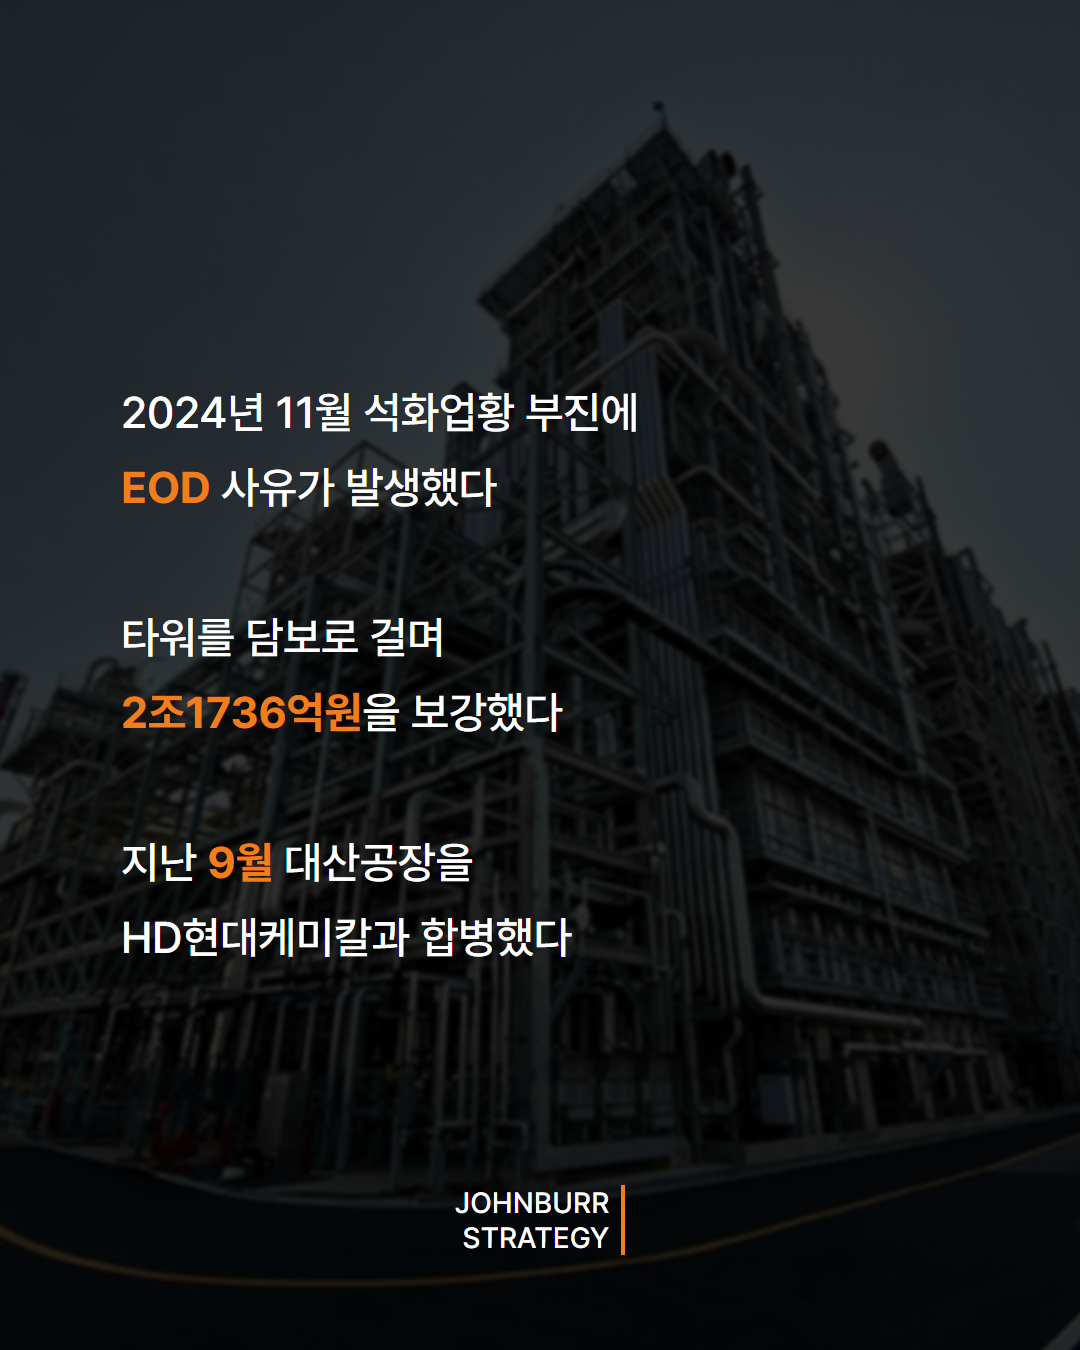 2024년 11월 석화업황 부진에
EOD 사유가 발생했다
타워를 담보로 걸며
2조1736억원을 보강했다
지난 9월 대산공장을
HD현대케미칼과 합병했다
JOHNBURR
STRATEGY